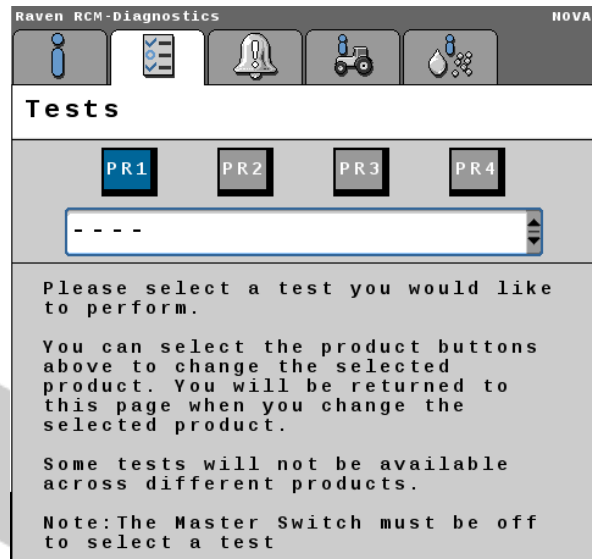 Raven RCM-Diagnostics NOVA
Tests
PR1 PR2 PR3 PR4
----
Please select a test you would like
to perform.
You can select the product buttons
above to change the selected
product. You will be returned to
this page when you change the
selected product.
Some tests will not be available
across different products.
Note:The Master Switch must be off
to select a test